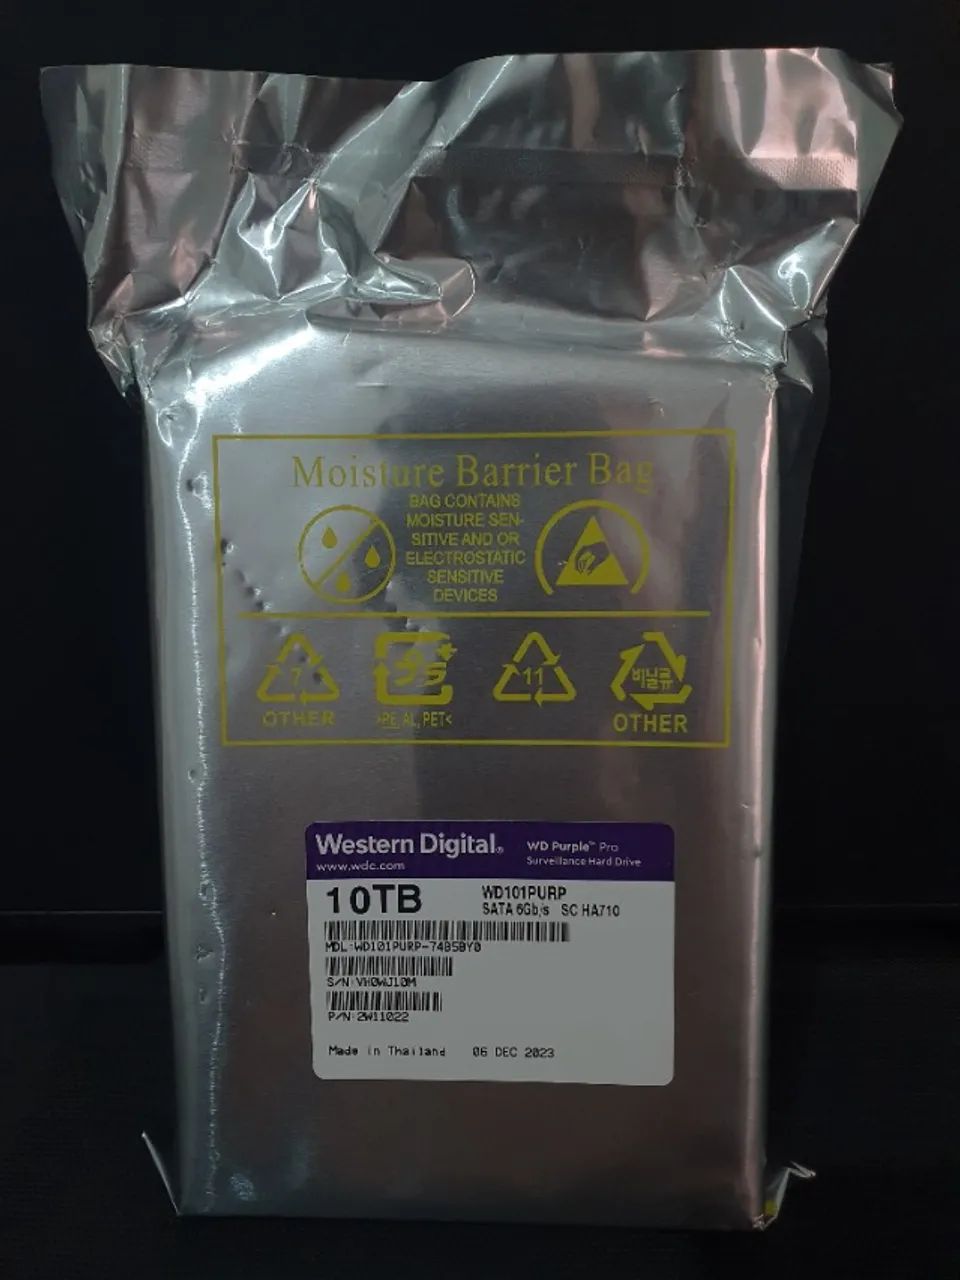 Moisture Barrier Bag
BAG CONTAINS
MOISTURE SEN-
SITIVE AND OR
ELECTROSTATIC
SENSITIVE
DEVICES
7
OTHER
>PE, AL, PET<
11
비닐류
OTHER
Western Digital®
www.wdc.com
WD Purple™ Pro
Surveillance Hard Drive
10TB
WD101PURP
SATA 6Gb/s SC HA710
MDL:WD101PURP-74B5BY0
S/N:VH0WJ10M
P/N:2W11022
Made in Thailand 06 DEC 2023